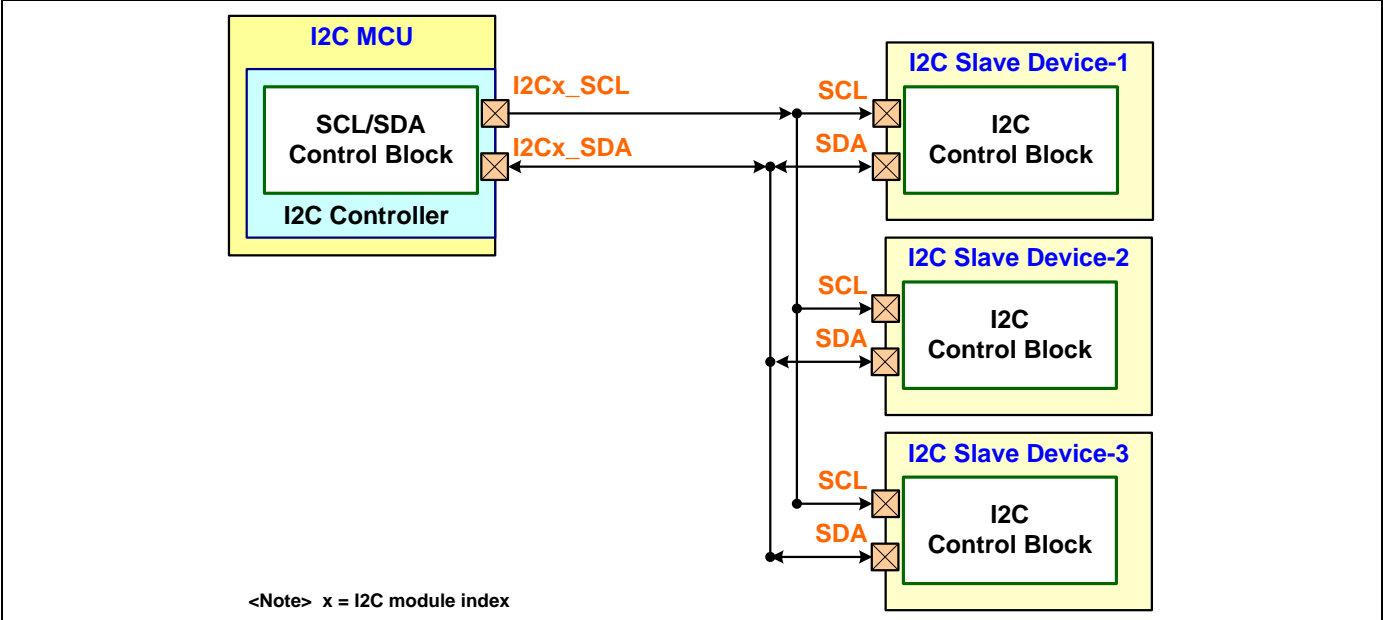 I2C MCU
SCL/SDA
Control Block
I2C Controller
I2Cx_SCL
I2Cx_SDA
I2C Slave Device-1
SCL
SDA
I2C
Control Block
I2C Slave Device-2
SCL
SDA
I2C
Control Block
I2C Slave Device-3
SCL
SDA
I2C
Control Block
<Note> x = I2C module index